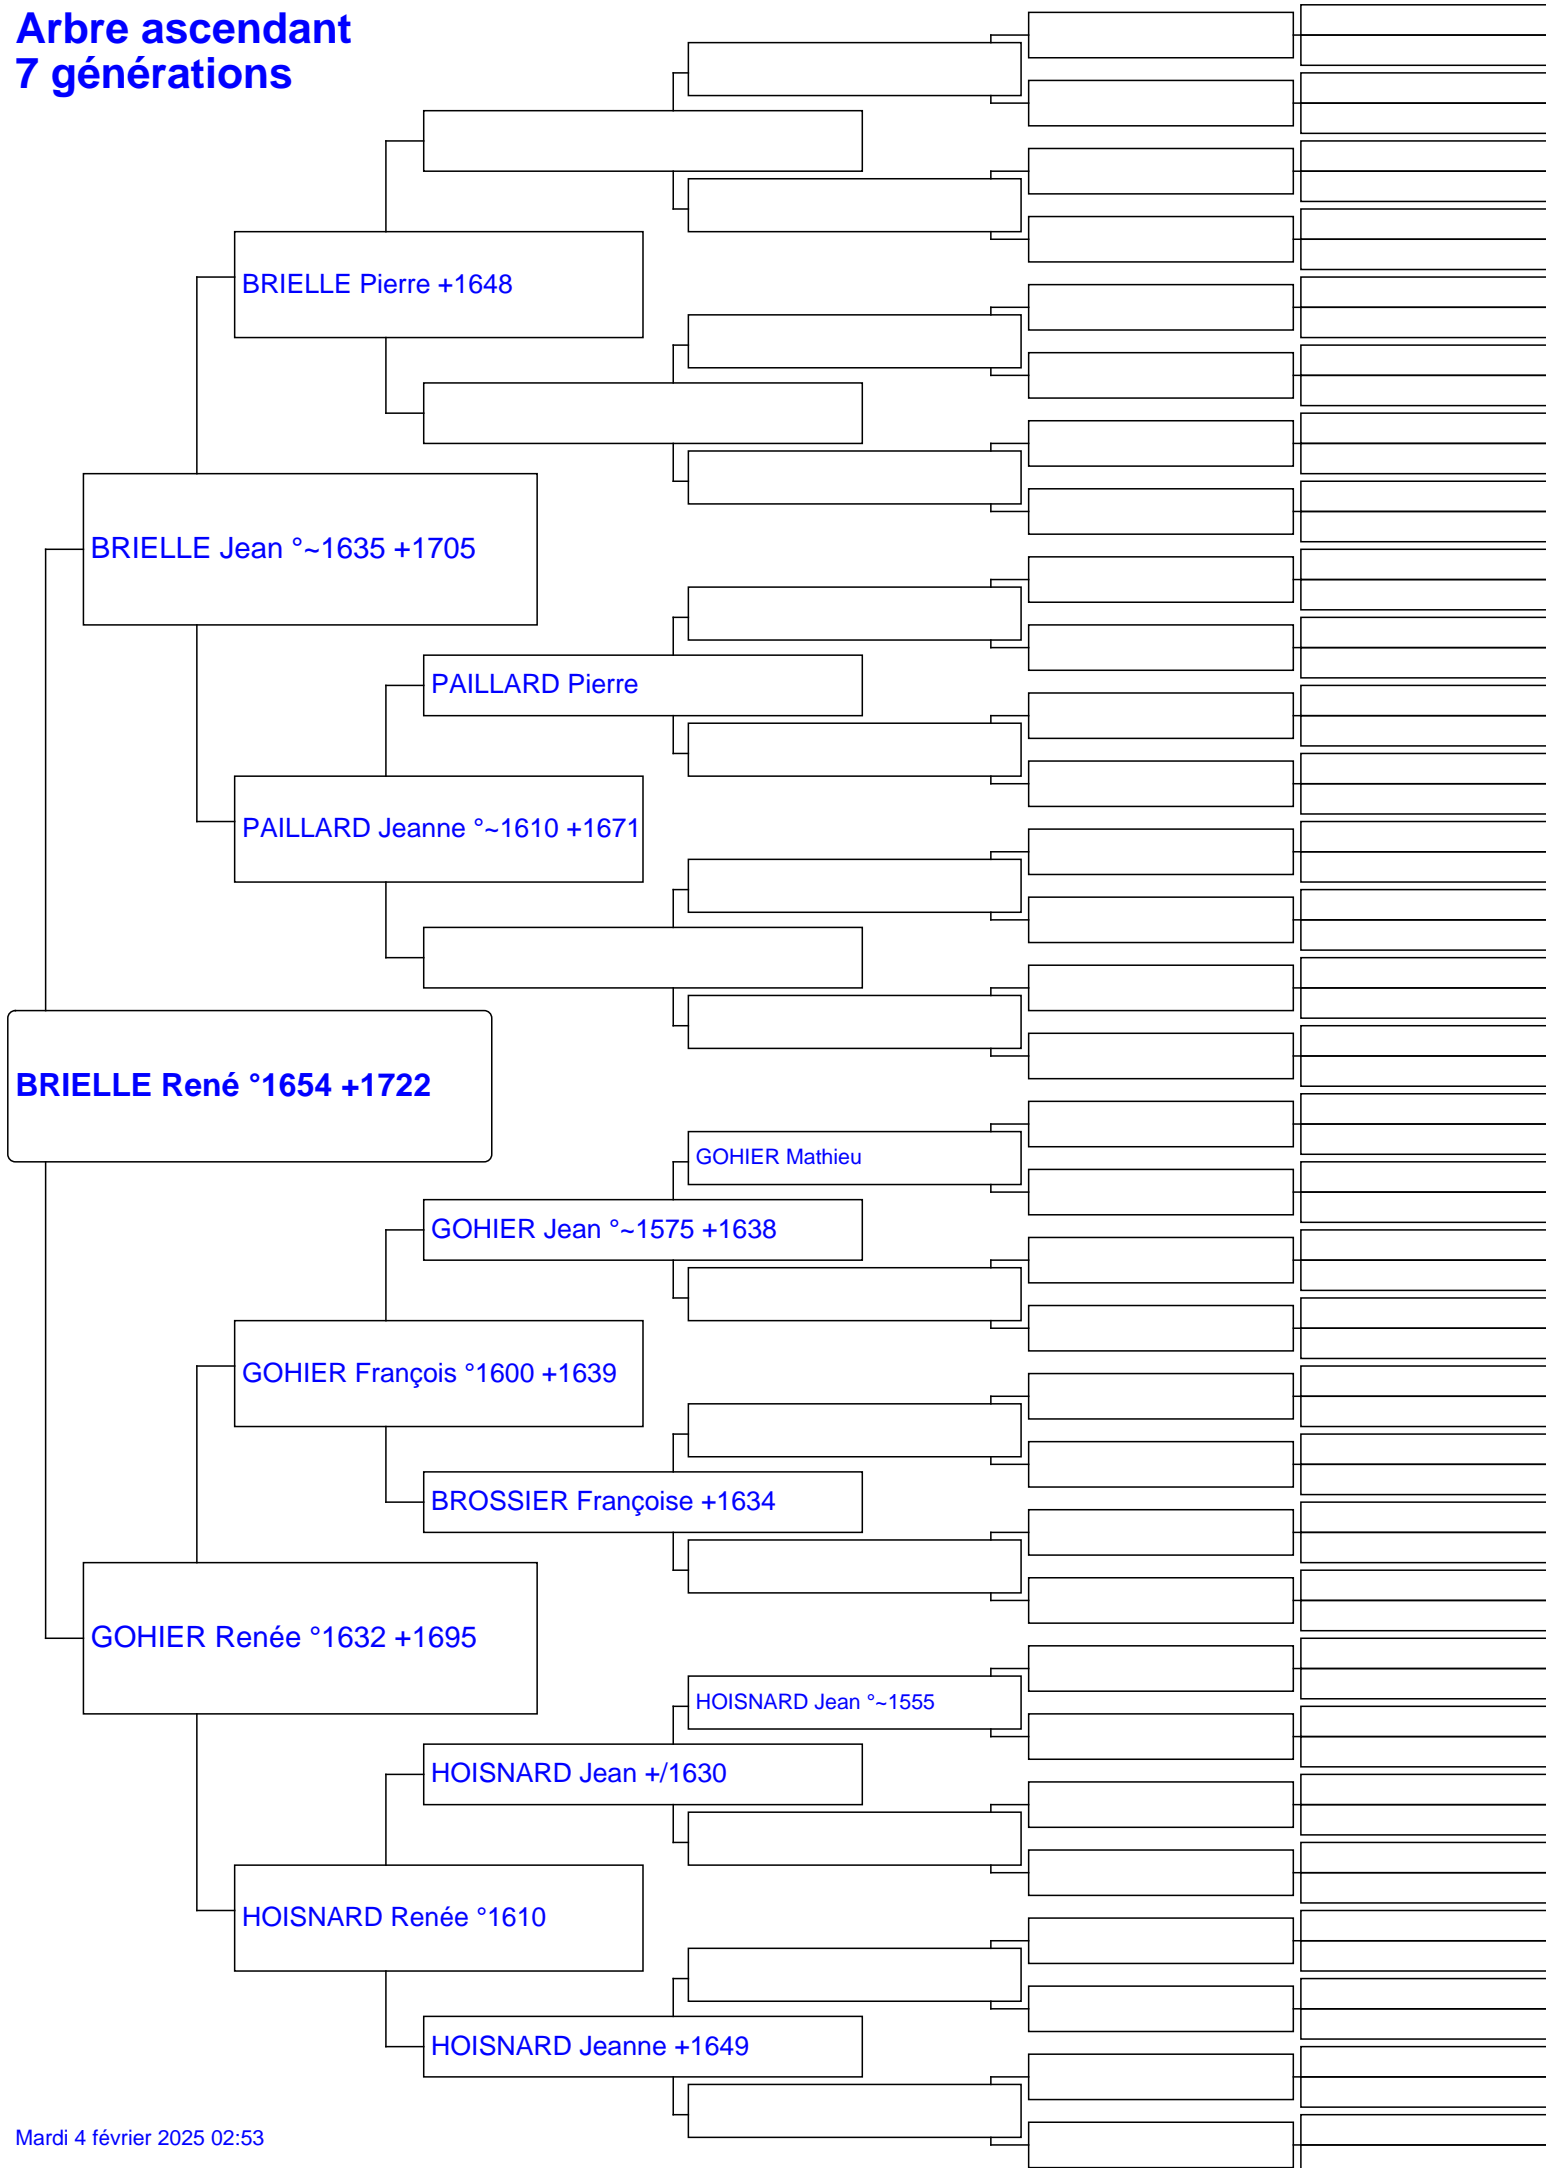 Arbre ascendant
7 générations
BRIELLE Pierre +1648
BRIELLE Jean °~1635 +1705
PAILLARD Pierre
PAILLARD Jeanne °~1610 +1671
BRIELLE René °1654 +1722
GOHIER Mathieu
GOHIER Jean °~1575 +1638
GOHIER François °1600 +1639
BROSSIER Françoise +1634
GOHIER Renée °1632 +1695
HOISNARD Jean °~1555
HOISNARD Jean +/1630
HOISNARD Renée °1610
HOISNARD Jeanne +1649
Mardi 4 février 2025 02:53